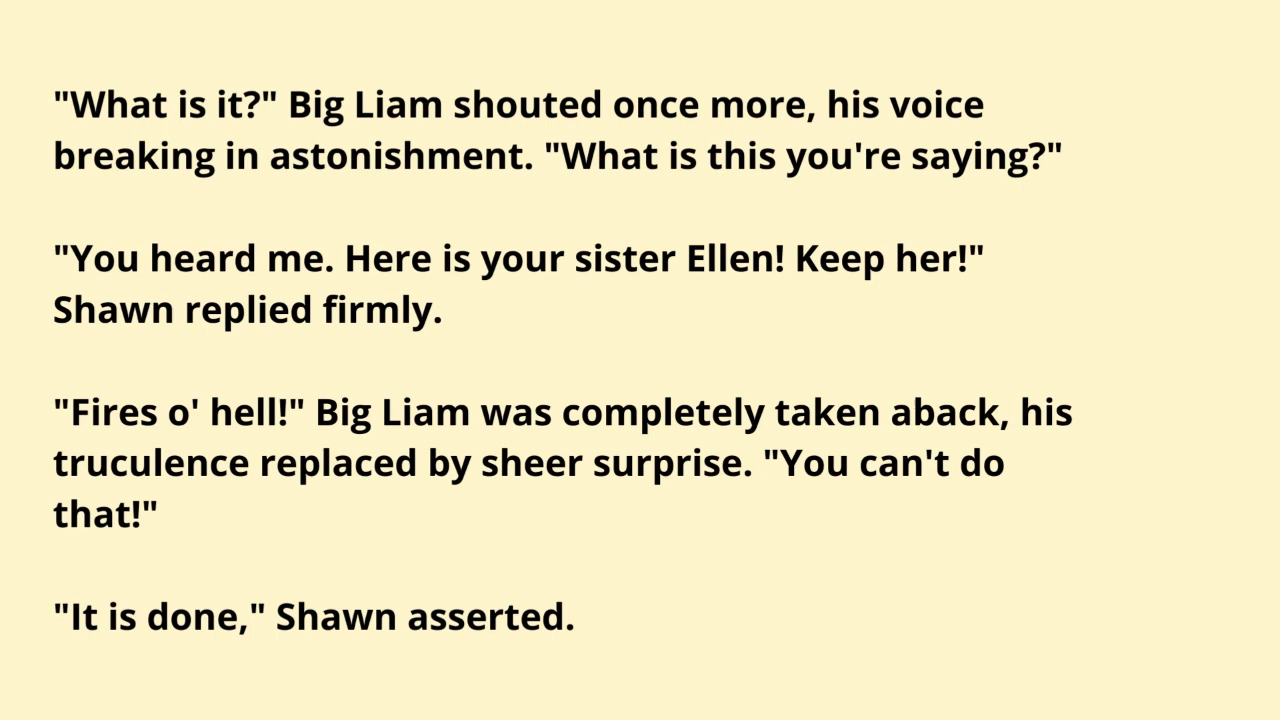 "What is it?" Big Liam shouted once more, his voice
breaking in astonishment. "What is this you're saying?"
"You heard me. Here is your sister Ellen! Keep her!"
Shawn replied firmly.
"Fires o' hell!" Big Liam was completely taken aback, his
truculence replaced by sheer surprise. "You can't do
that!"
"It is done," Shawn asserted.